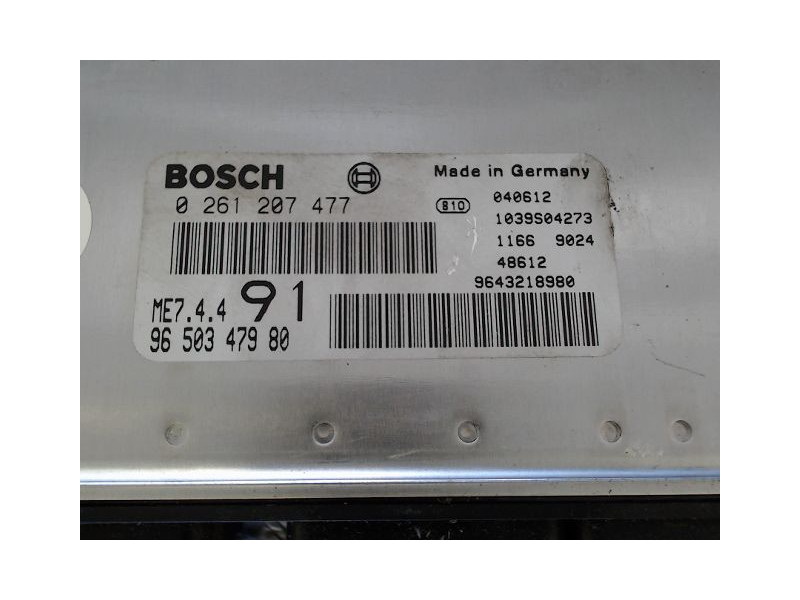 BOSCH
Made in Germany
0 261 207 477
B10
040612
1039S04273
1166 9024
48612
9643218980
ME7.4.4 91
96 503 479 80